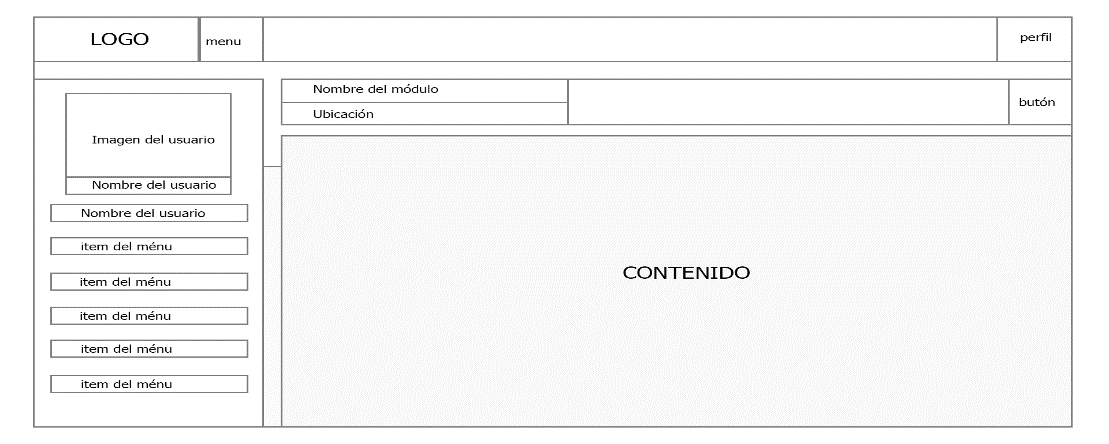 LOGO
menu
perfil
Nombre del módulo
Ubicación
butón
Imagen del usuario
Nombre del usuario
Nombre del usuario
item del ménu
item del ménu
item del ménu
item del ménu
item del ménu
CONTENIDO